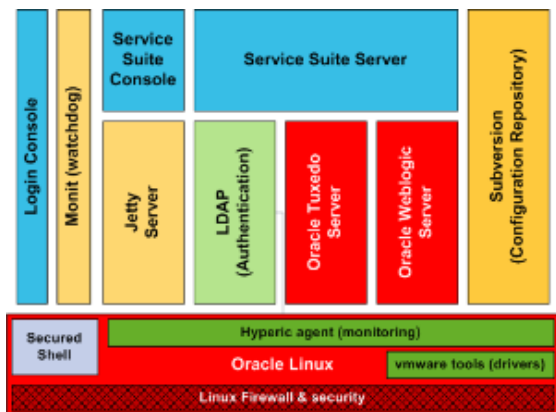 Login Console
Monit (watchdog)
Service
Suite
Console
Service Suite Server
Subversion
(Configuration Repository)
Jetty
Server
LDAP
(Authentication)
Oracle Tuxedo
Server
Oracle Weblogic
Server
Secured
Shell
Hyperic agent (monitoring)
Oracle Linux
vmware tools (drivers)
Linux Firewall & security